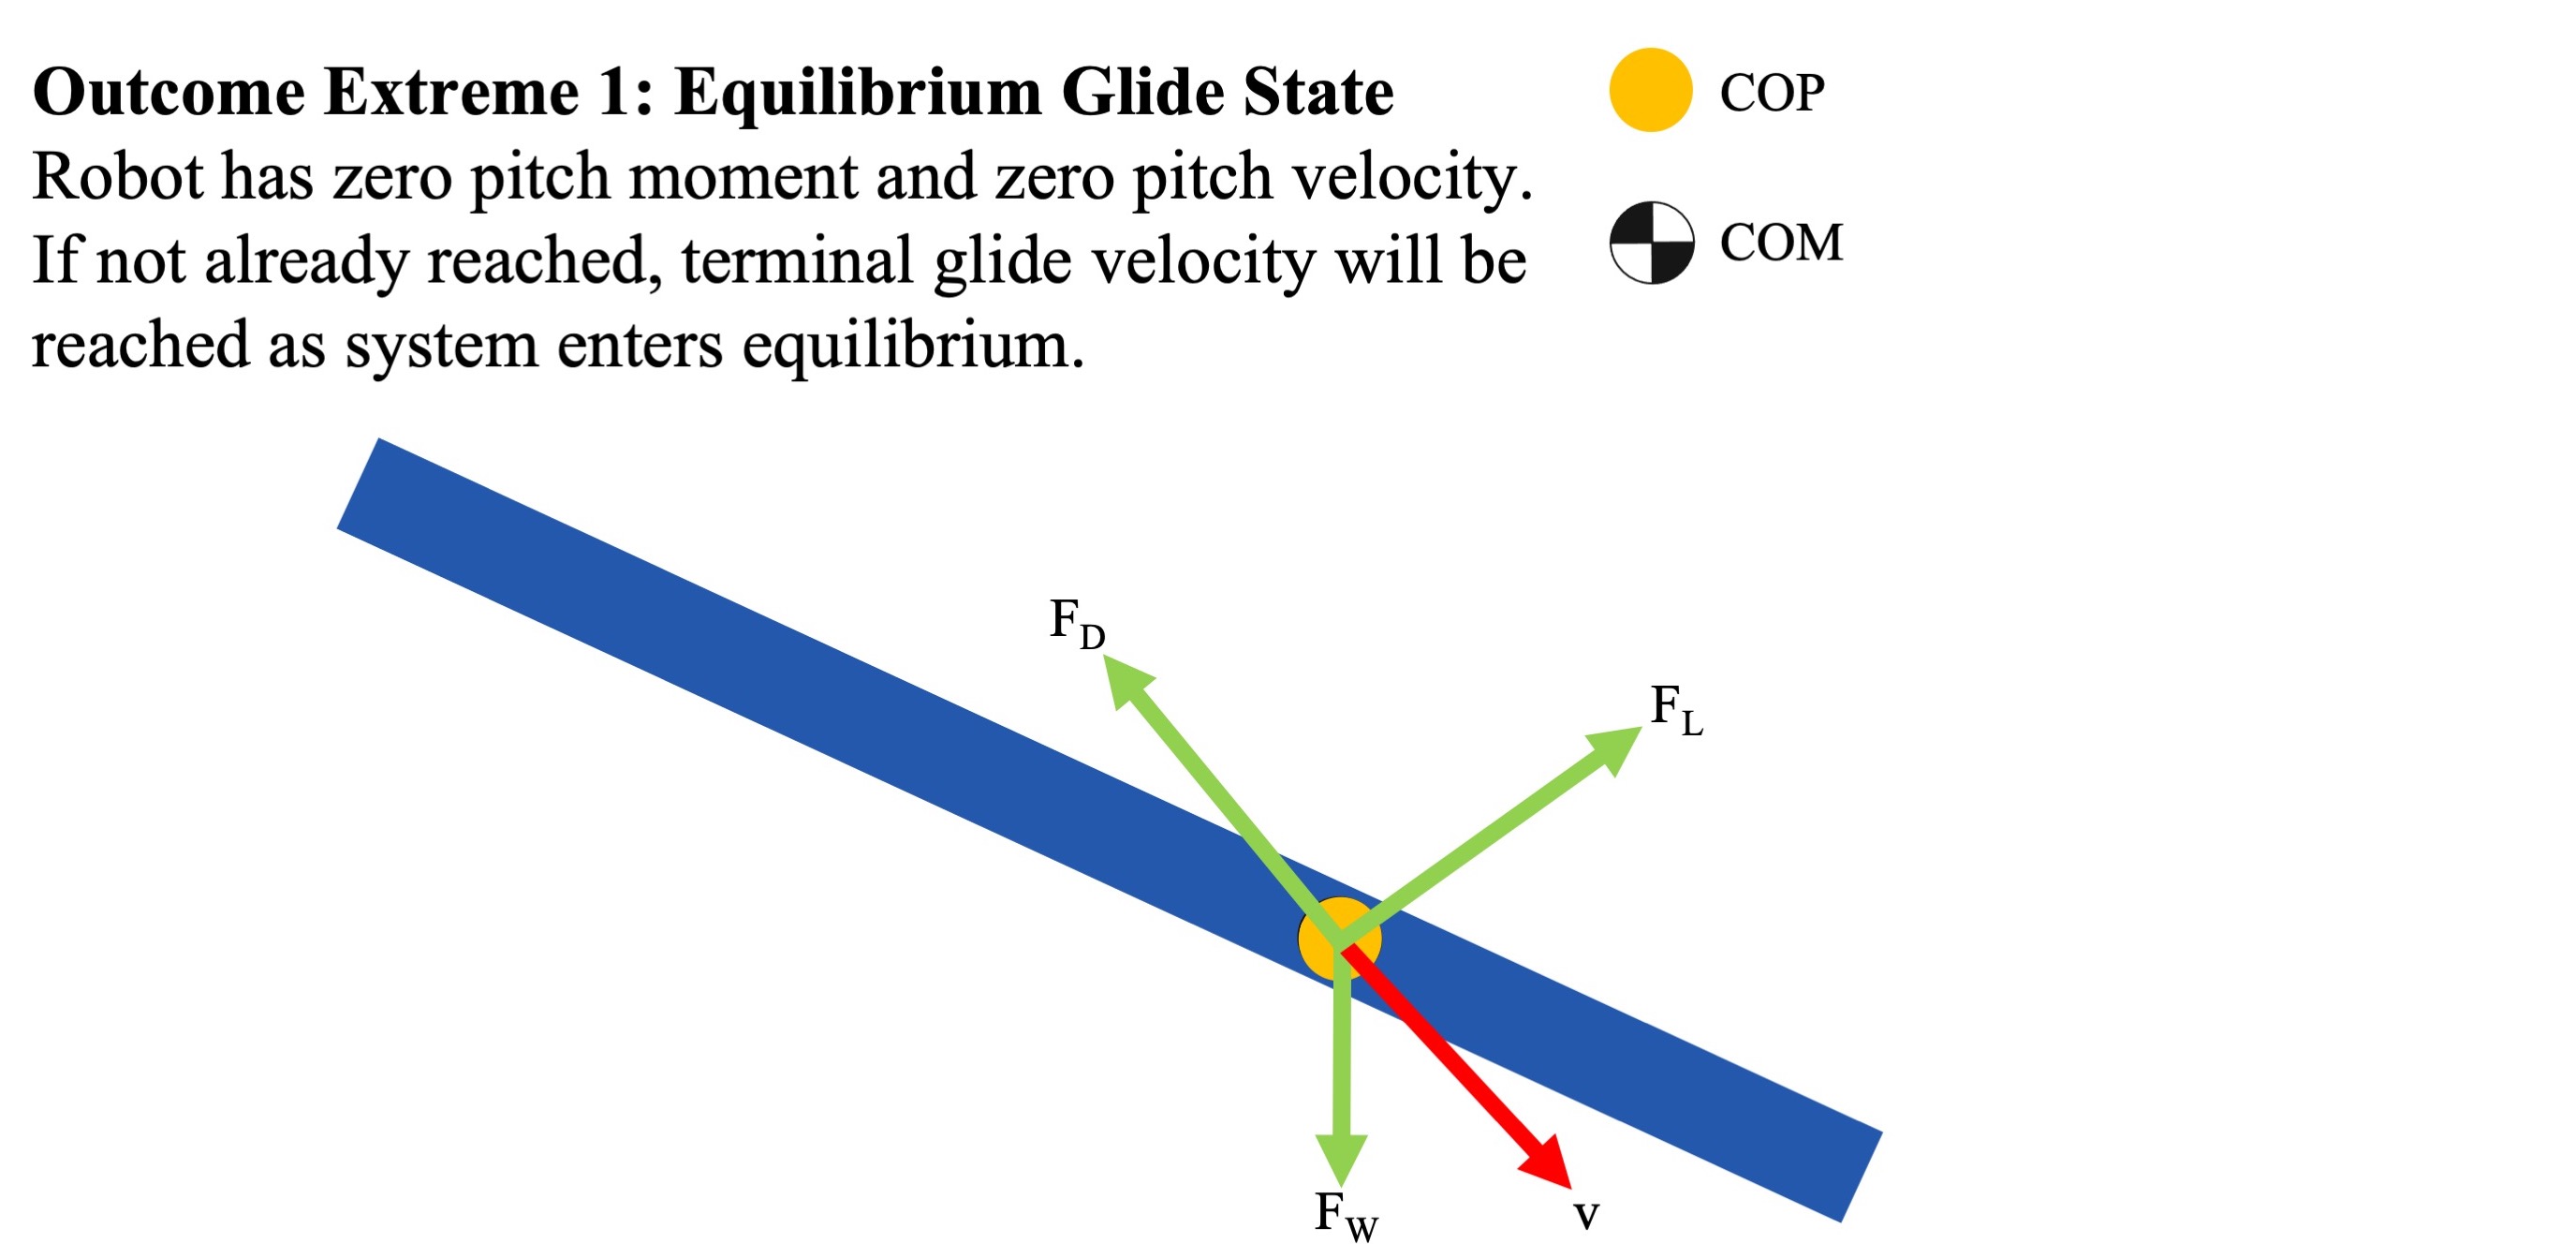 Outcome Extreme 1: Equilibrium Glide State
Robot has zero pitch moment and zero pitch velocity.
If not already reached, terminal glide velocity will be
reached as system enters equilibrium.
COP
COM
F_D
F_L
F_W
v